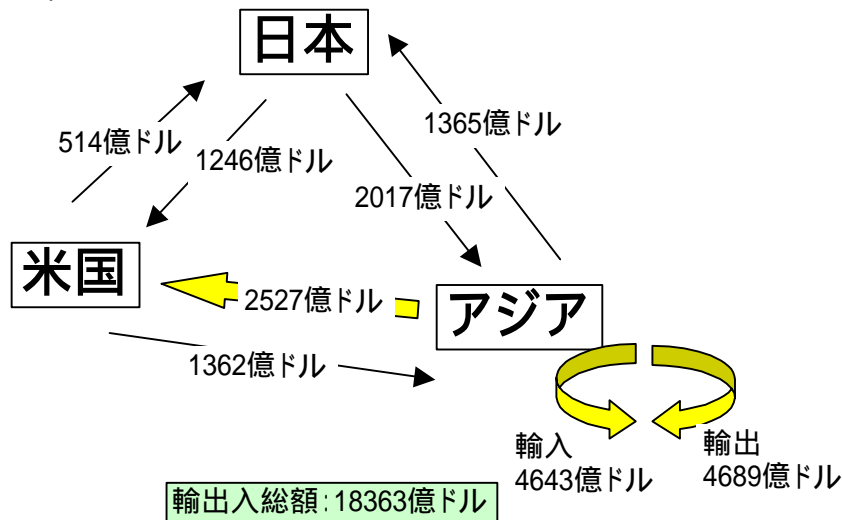 日本
514億ドル
1246億ドル
1365億ドル
2017億ドル
米国
2527億ドル
アジア
1362億ドル
輸入
4643億ドル
輸出
4689億ドル
輸出入総額:18363億ドル